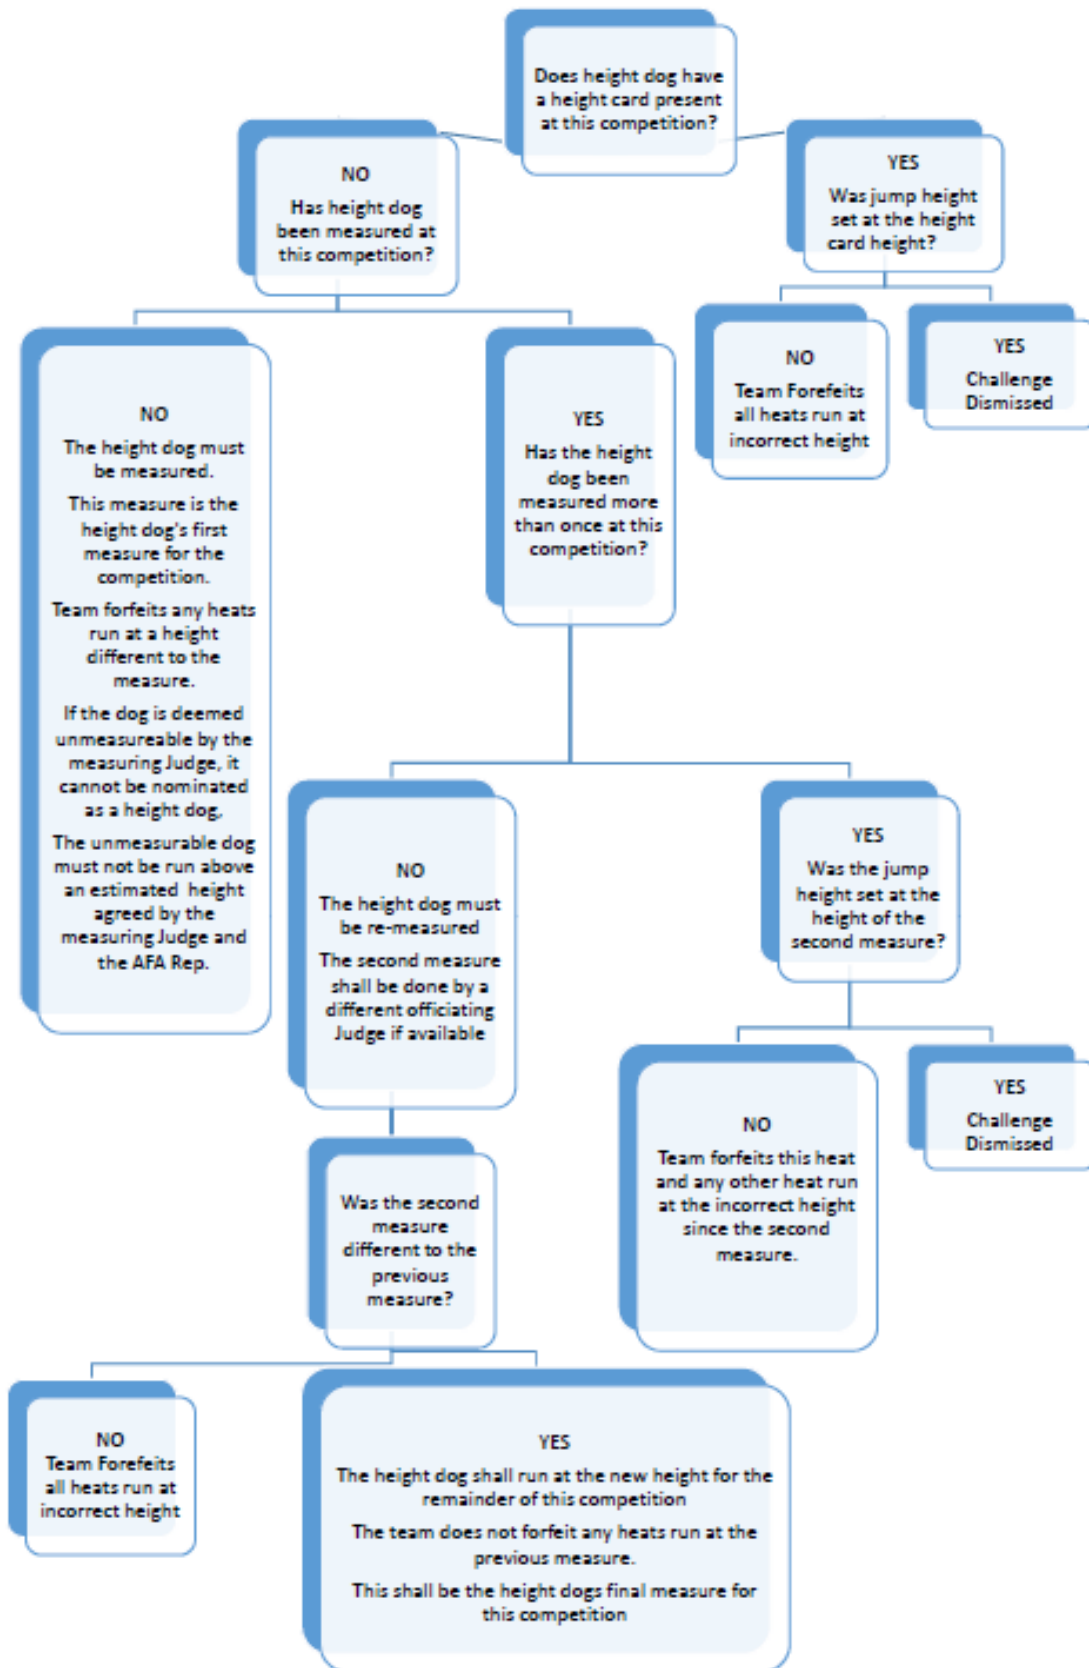 Does height dog have
a height card present
at this competition?
NO
Has height dog
been measured at
this competition?
YES
Was jump height
set at the height
card height?
NO
The height dog must
be measured.
This measure is the
height dog's first
measure for the
competition.
Team forfeits any heats
run at a height
different to the
measure.
If the dog is deemed
unmeasureable by the
measuring Judge, it
cannot be nominated
as a height dog,
The unmeasurable dog
must not be run above
an estimated height
agreed by the
measuring Judge and
the AFA Rep.
YES
Has the height
dog been
measured more
than once at this
competition?
NO
Team Forefeits
all heats run at
incorrect height
YES
Challenge
Dismissed
NO
The height dog must
be re-measured
The second measure
shall be done by a
different officiating
Judge if available
YES
Was the jump
height set at the
height of the
second measure?
Was the second
measure
different to the
previous
measure?
NO
Team forfeits this heat
and any other heat run
at the incorrect height
since the second
measure.
YES
Challenge
Dismissed
NO
Team Forefeits
all heats run at
incorrect height
YES
The height dog shall run at the new height for the
remainder of this competition
The team does not forfeit any heats run at the
previous measure.
This shall be the height dogs final measure for
this competition